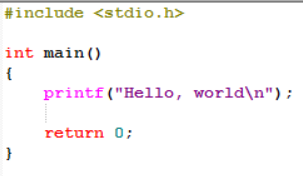 #include <stdio.h>
int main()
{
    printf("Hello, world\n");
    return 0;
}